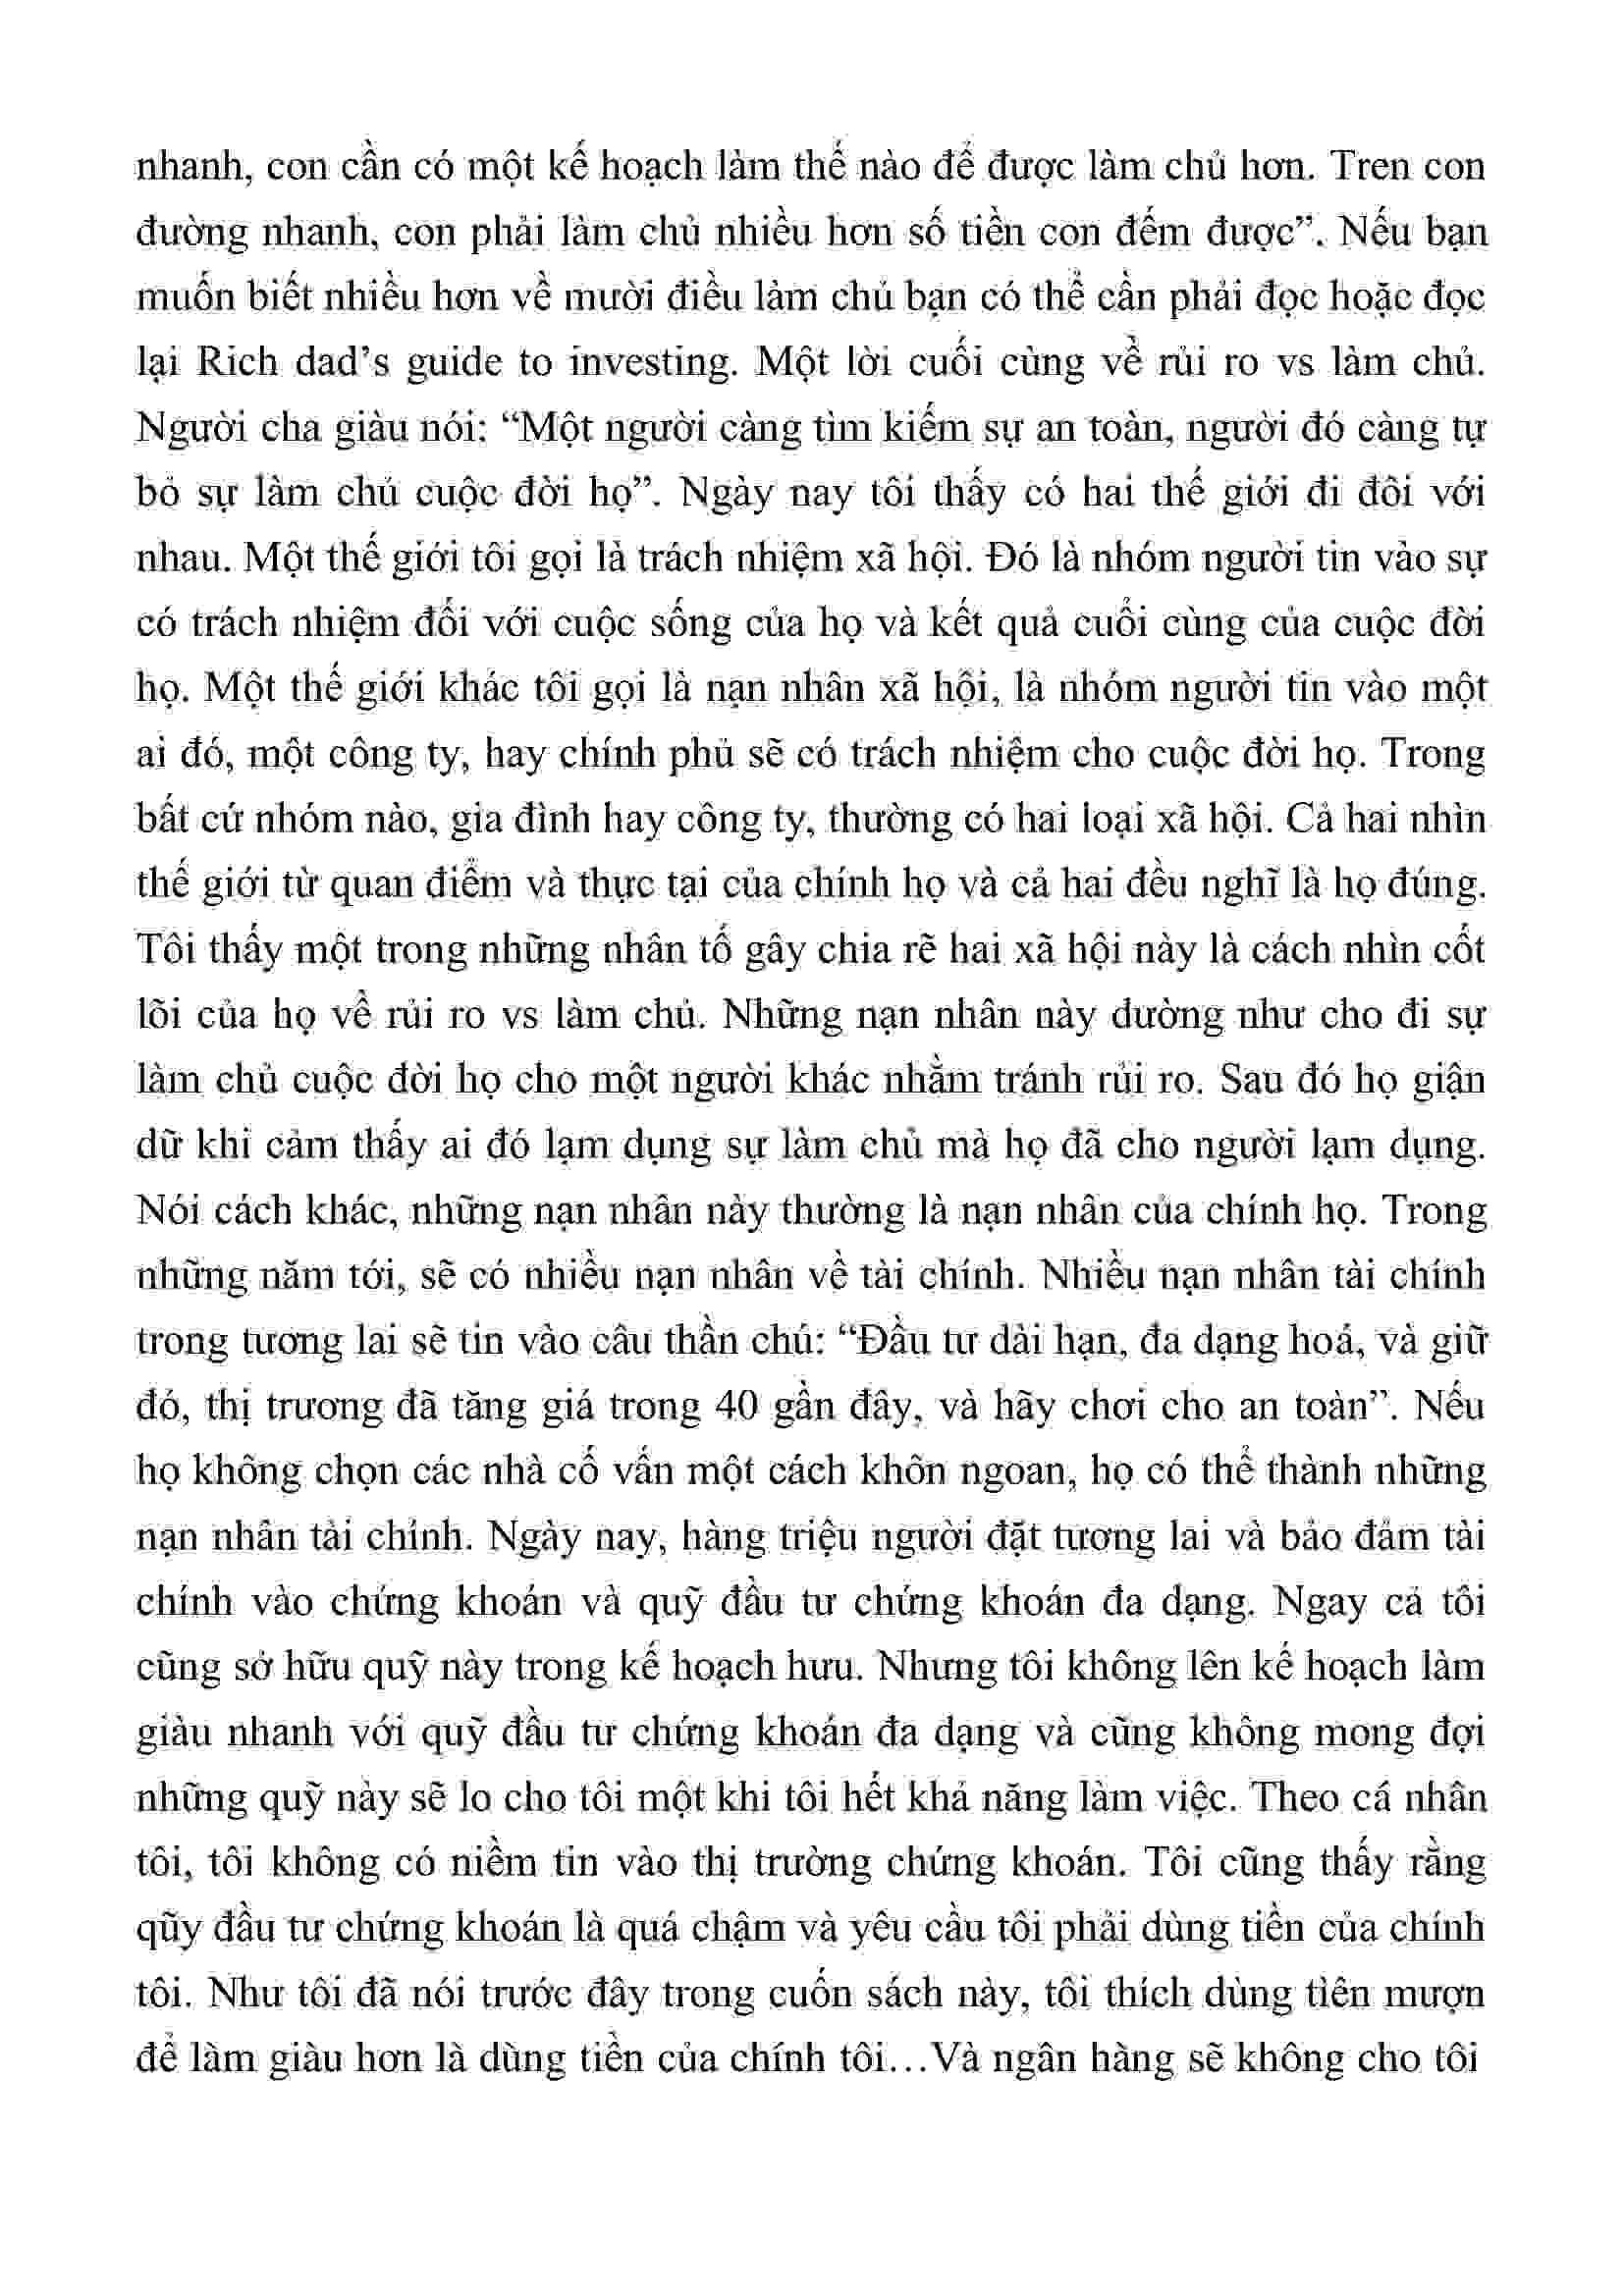 nhanh, con cần có một kế hoạch làm thế nào để được làm chủ hơn. Tren con
đường nhanh, con phải làm chủ nhiều hơn số tiền con đếm được”. Nếu bạn
muốn biết nhiều hơn về mười điều làm chủ bạn có thể cần phải đọc hoặc đọc
lại Rich dad’s guide to investing. Một lời cuối cùng về rủi ro vs làm chủ.
Người cha giàu nói: “Một người càng tìm kiếm sự an toàn, người đó càng tự
bỏ sự làm chủ cuộc đời họ”. Ngày nay tôi thấy có hai thế giới đi đôi với
nhau. Một thế giới tôi gọi là trách nhiệm xã hội. Đó là nhóm người tin vào sự
có trách nhiệm đối với cuộc sống của họ và kết quả cuối cùng của cuộc đời
họ. Một thế giới khác tôi gọi là nạn nhân xã hội, là nhóm người tin vào một
ai đó, một công ty, hay chính phủ sẽ có trách nhiệm cho cuộc đời họ. Trong
bất cứ nhóm nào, gia đình hay công ty, thường có hai loại xã hội. Cả hai nhìn
thế giới từ quan điểm và thực tại của chính họ và cả hai đều nghĩ là họ đúng.
Tôi thấy một trong những nhân tố gây chia rẽ hai xã hội này là cách nhìn cốt
lõi của họ về rủi ro vs làm chủ. Những nạn nhân này dường như cho đi sự
làm chủ cuộc đời họ cho một người khác nhằm tránh rủi ro. Sau đó họ giận
dữ khi cảm thấy ai đó lạm dụng sự làm chủ mà họ đã cho người lạm dụng.
Nói cách khác, những nạn nhân này thường là nạn nhân của chính họ. Trong
những năm tới, sẽ có nhiều nạn nhân về tài chính. Nhiều nạn nhân tài chính
trong tương lai sẽ tin vào câu thần chú: “Đầu tư dài hạn, đa dạng hoá, và giữ
đó, thị trương đã tăng giá trong 40 gần đây, và hãy chơi cho an toàn”. Nếu
họ không chọn các nhà cố vấn một cách khôn ngoan, họ có thể thành những
nạn nhân tài chính. Ngày nay, hàng triệu người đặt tương lai và bảo đảm tài
chính vào chứng khoán và quỹ đầu tư chứng khoán đa dạng. Ngay cả tôi
cũng sở hữu quỹ này trong kế hoạch hưu. Nhưng tôi không lên kế hoạch làm
giàu nhanh với quỹ đầu tư chứng khoán đa dạng và cũng không mong đợi
những quỹ này sẽ lo cho tôi một khi tôi hết khả năng làm việc. Theo cá nhân
tôi, tôi không có niềm tin vào thị trường chứng khoán. Tôi cũng thấy rằng
qũy đầu tư chứng khoán là quá chậm và yêu cầu tôi phải dùng tiền của chính
tôi. Như tôi đã nói trước đây trong cuốn sách này, tôi thích dùng tiên mượn
để làm giàu hơn là dùng tiền của chính tôi…Và ngân hàng sẽ không cho tôi